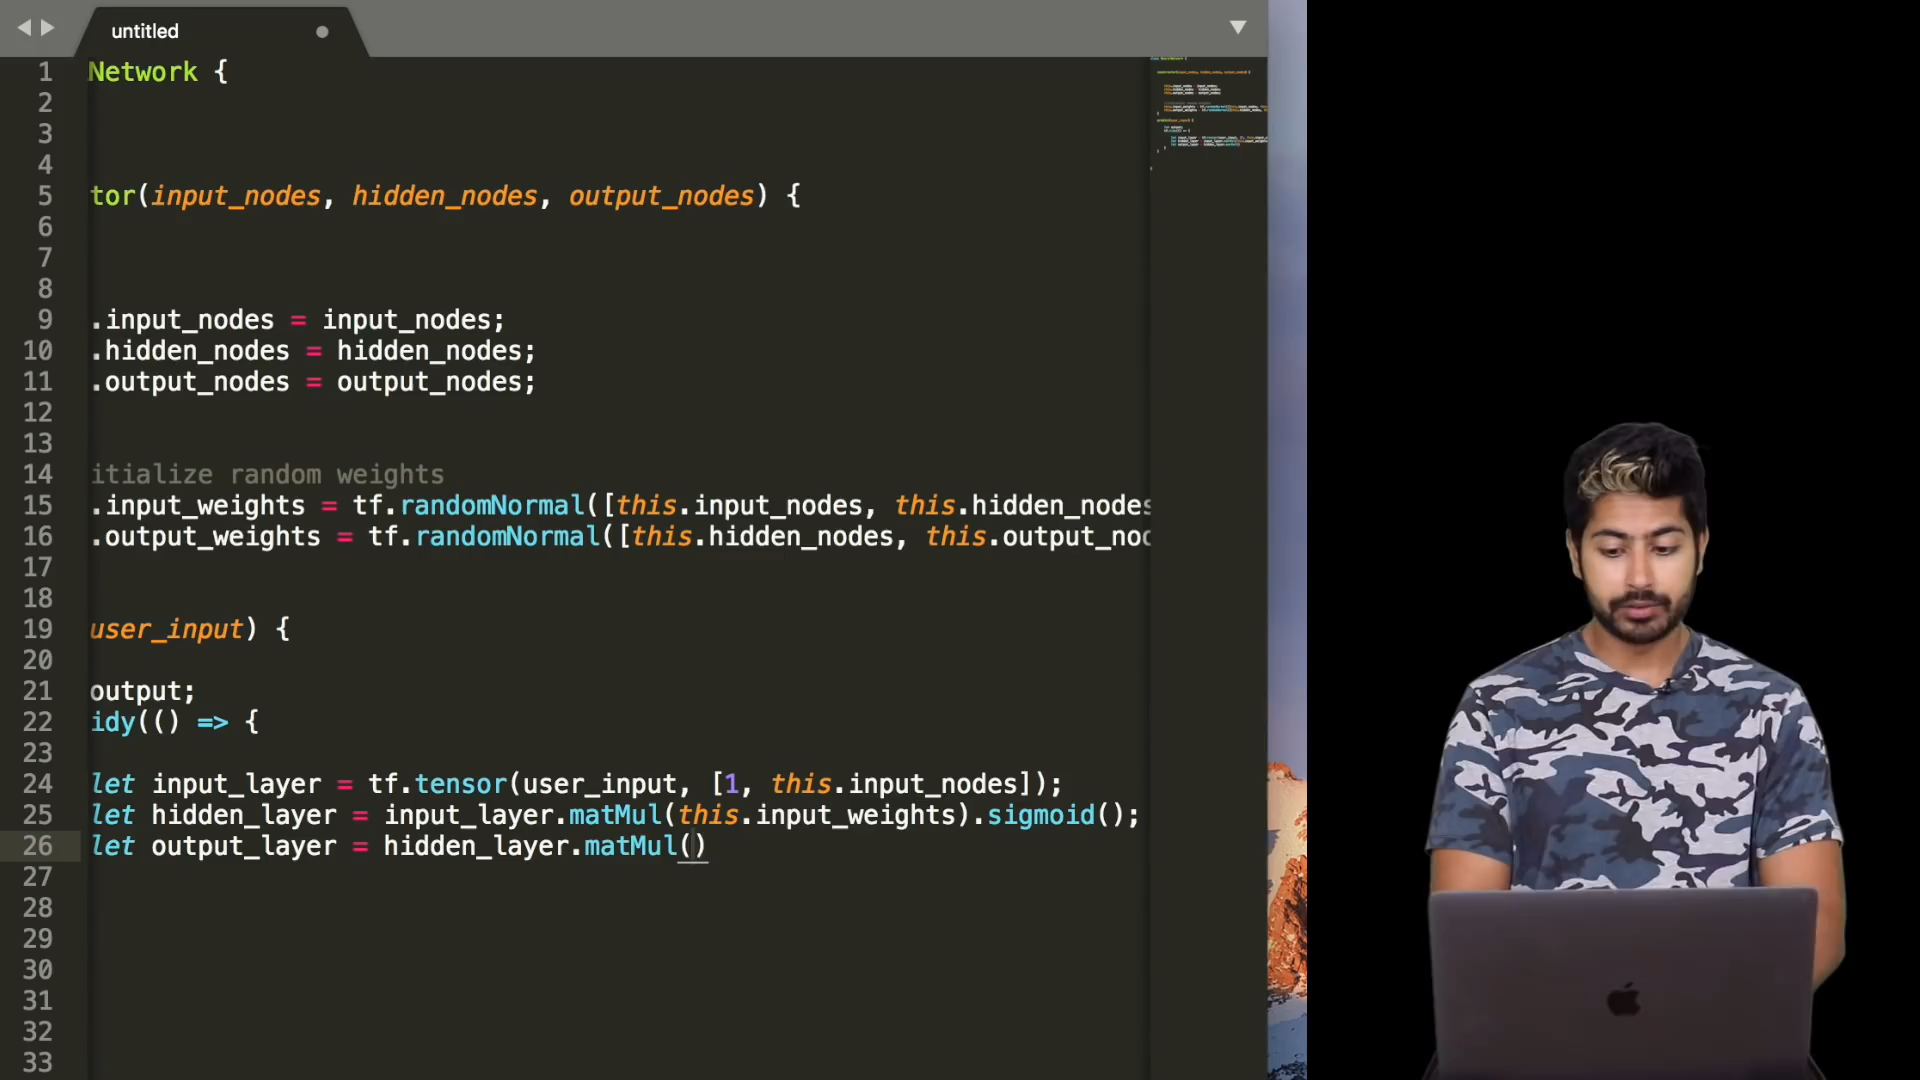 untitled
1 Network {
2
3
4
5 tor(input_nodes, hidden_nodes, output_nodes) {
6
7
8
9 .input_nodes = input_nodes;
10 .hidden_nodes = hidden_nodes;
11 .output_nodes = output_nodes;
12
13
14 itialize random weights
15 .input_weights = tf.randomNormal([this.input_nodes, this.hidden_nodes
16 .output_weights = tf.randomNormal([this.hidden_nodes, this.output_noc
17
18
19 user_input) {
20
21 output;
22 idy(() => {
23
24 let input_layer = tf.tensor(user_input, [1, this.input_nodes]);
25 let hidden_layer = input_layer.matMul(this.input_weights).sigmoid();
26 let output_layer = hidden_layer.matMul()
27
28
29
30
31
32
33